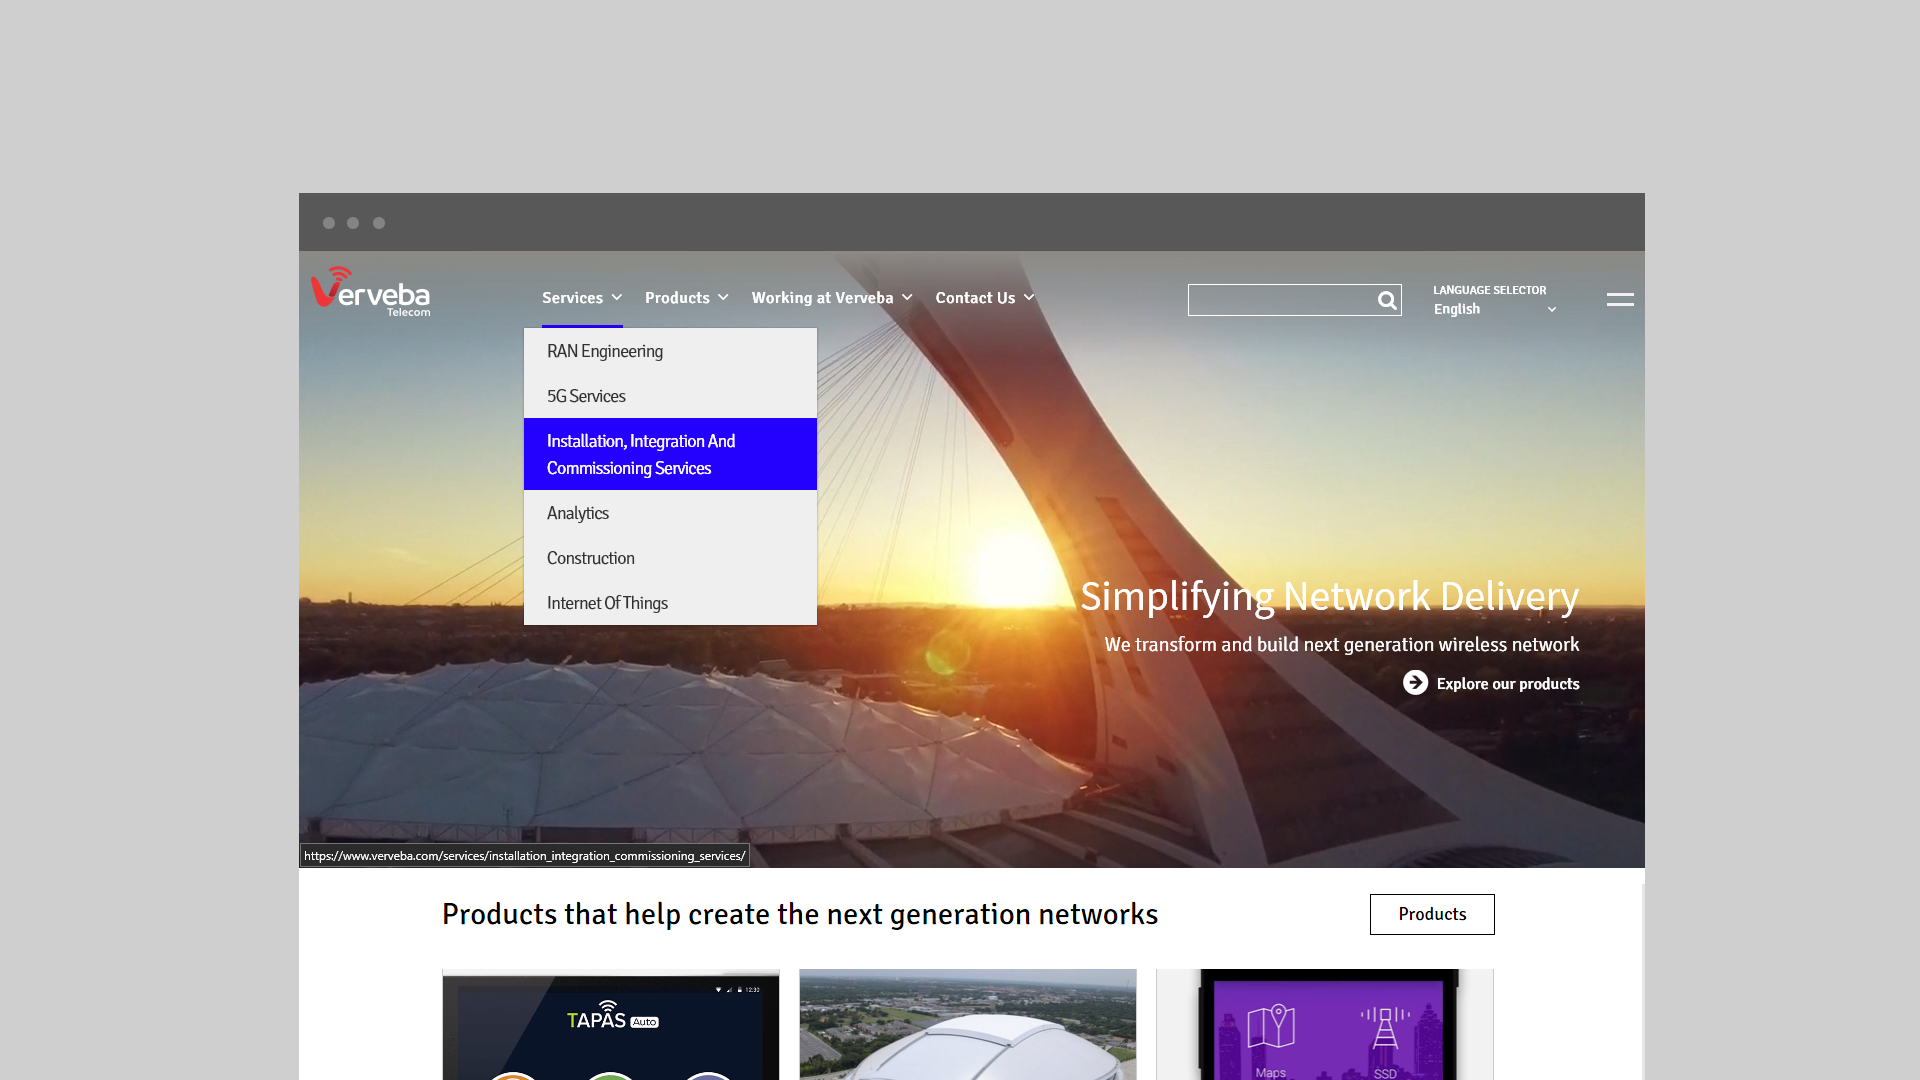 Verveba
Telecom
Services
Products
Working at Verveba
Contact Us
LANGUAGE SELECTOR
English
RAN Engineering
5G Services
Installation, Integration And
Commissioning Services
Analytics
Construction
Internet Of Things
Simplifying Network Delivery
We transform and build next generation wireless network
Explore our products
https://www.verveba.com/services/installation_integration_commissioning_services/
Products that help create the next generation networks
Products
12:30
TAPAS Auto
Maps
SSD